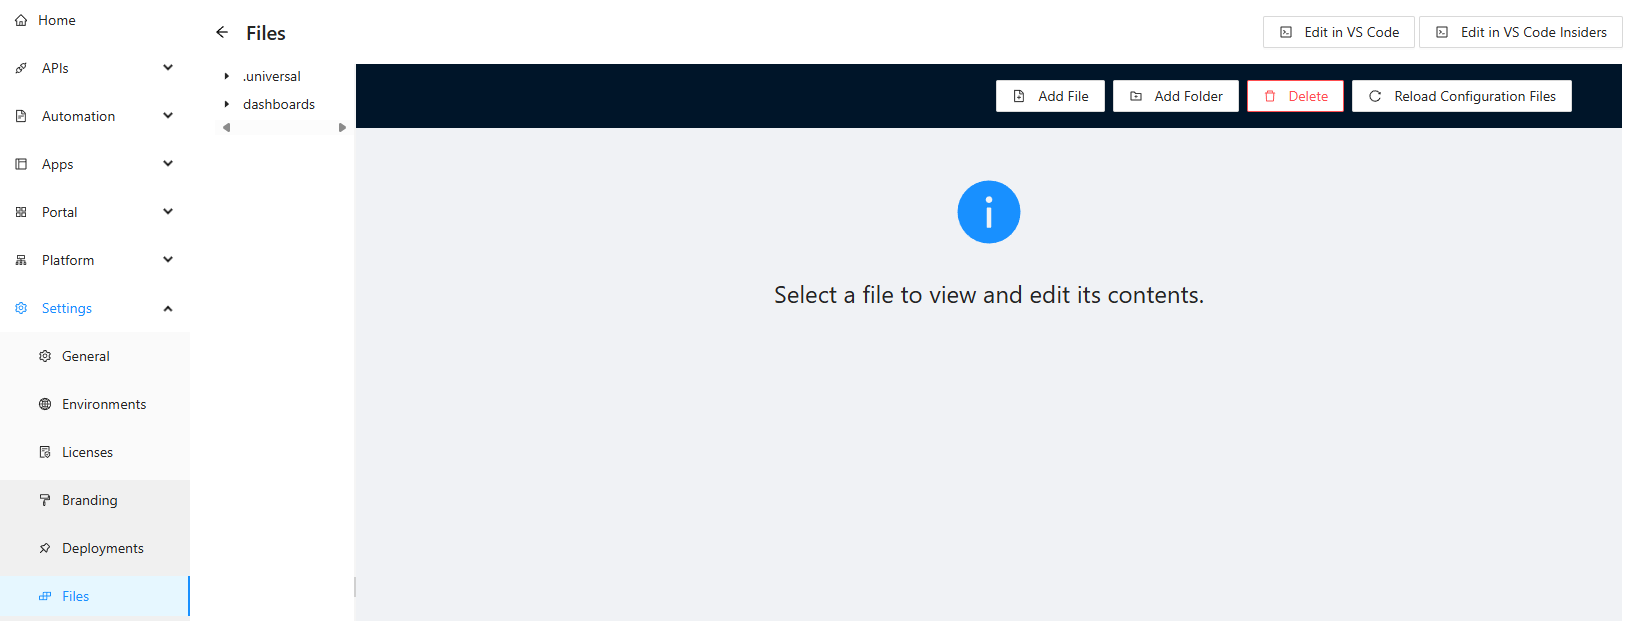 Home
APIs
Automation
Apps
Portal
Platform
Settings
General
Environments
Licenses
Branding
Deployments
Files
Files
Edit in VS Code
Edit in VS Code Insiders
.universal
dashboards
Add File
Add Folder
Delete
Reload Configuration Files
Select a file to view and edit its contents.